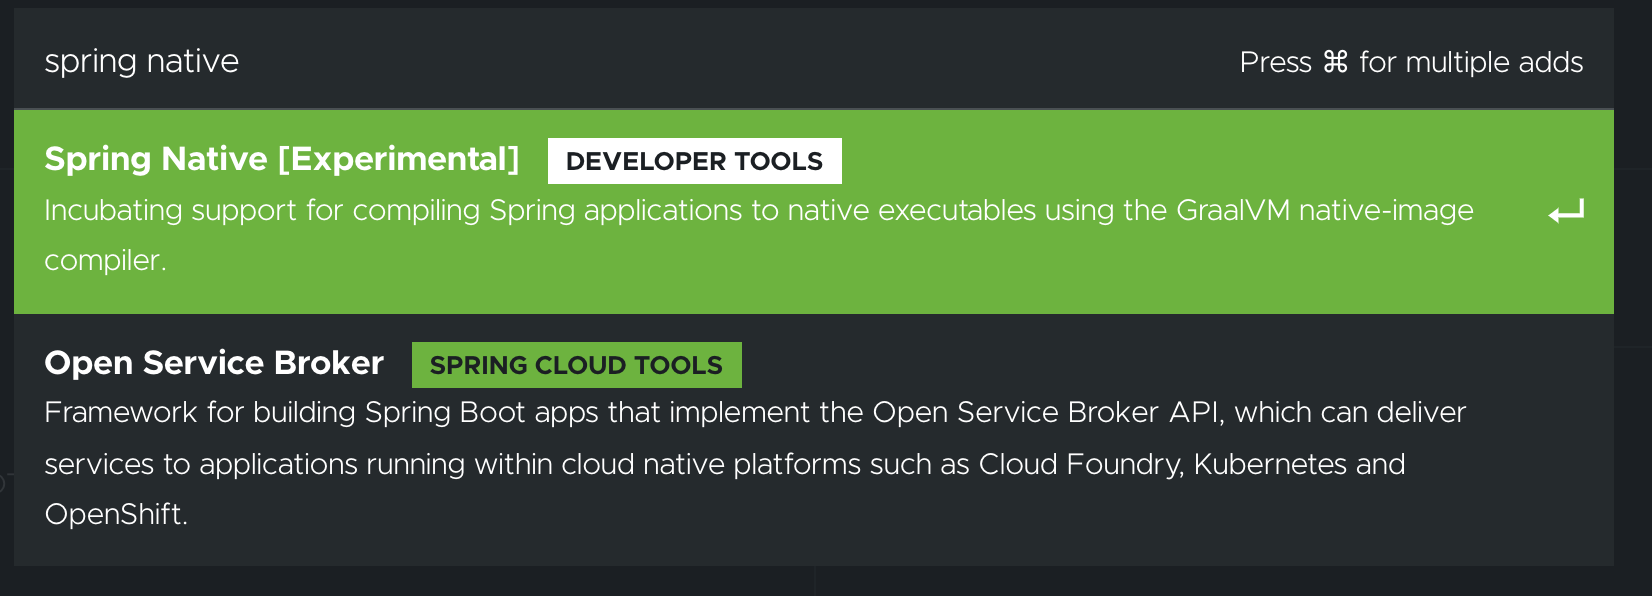 spring native
Press ⌘ for multiple adds
Spring Native [Experimental] DEVELOPER TOOLS
Incubating support for compiling Spring applications to native executables using the GraalVM native-image
compiler.
Open Service Broker SPRING CLOUD TOOLS
Framework for building Spring Boot apps that implement the Open Service Broker API, which can deliver
services to applications running within cloud native platforms such as Cloud Foundry, Kubernetes and
OpenShift.